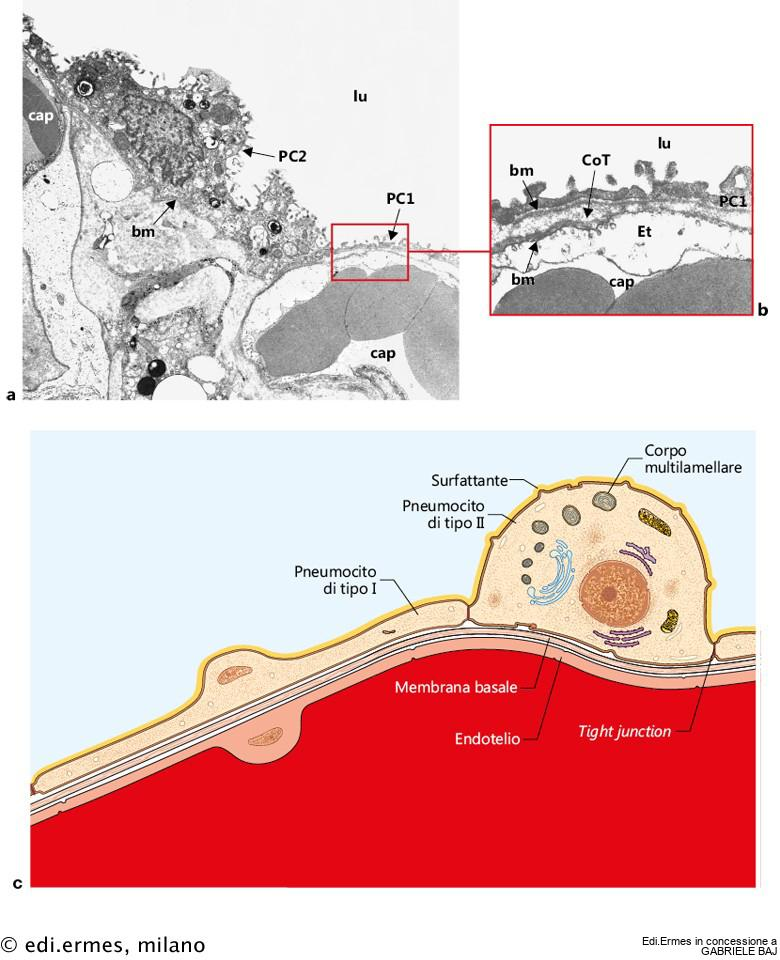 cap
lu
PC2
PC1
bm
cap
a
lu
bm
CoT
PC1
Et
bm
cap
b
Corpo
multilamellare
Surfattante
Pneumocito
di tipo II
Pneumocito
di tipo I
Membrana basale
Endotelio
Tight junction
c
© edi.ermes, milano
Edi.Ermes in concessione a
GABRIELE BAJ